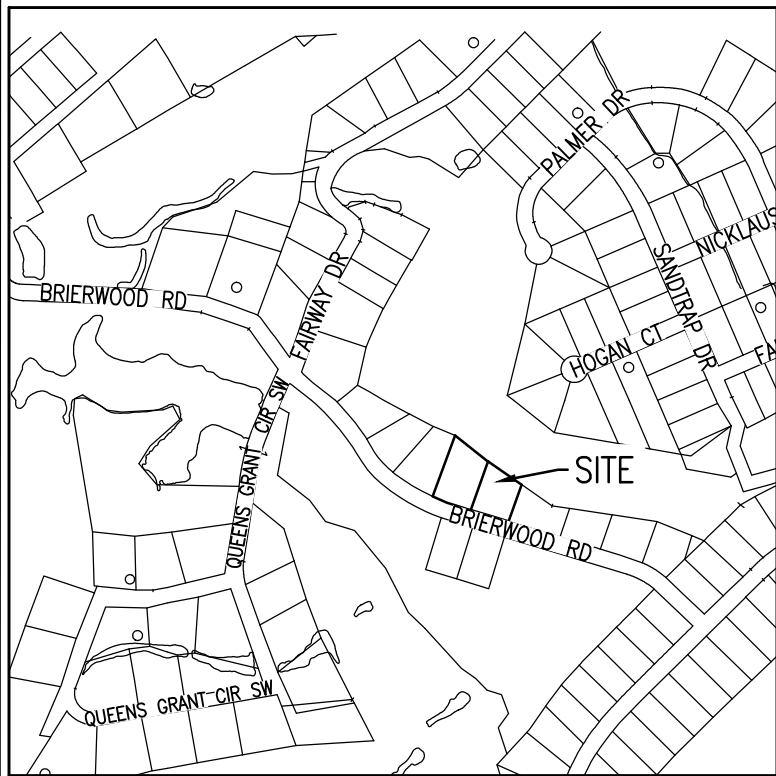 PALMER DR
NICKLAUS
BRIERWOOD RD
FAIRWAY DR
SANDTRAP DR
HOGAN CT
FA
QUEENS GRANT CIR SW
SITE
BRIERWOOD RD
QUEENS GRANT CIR SW